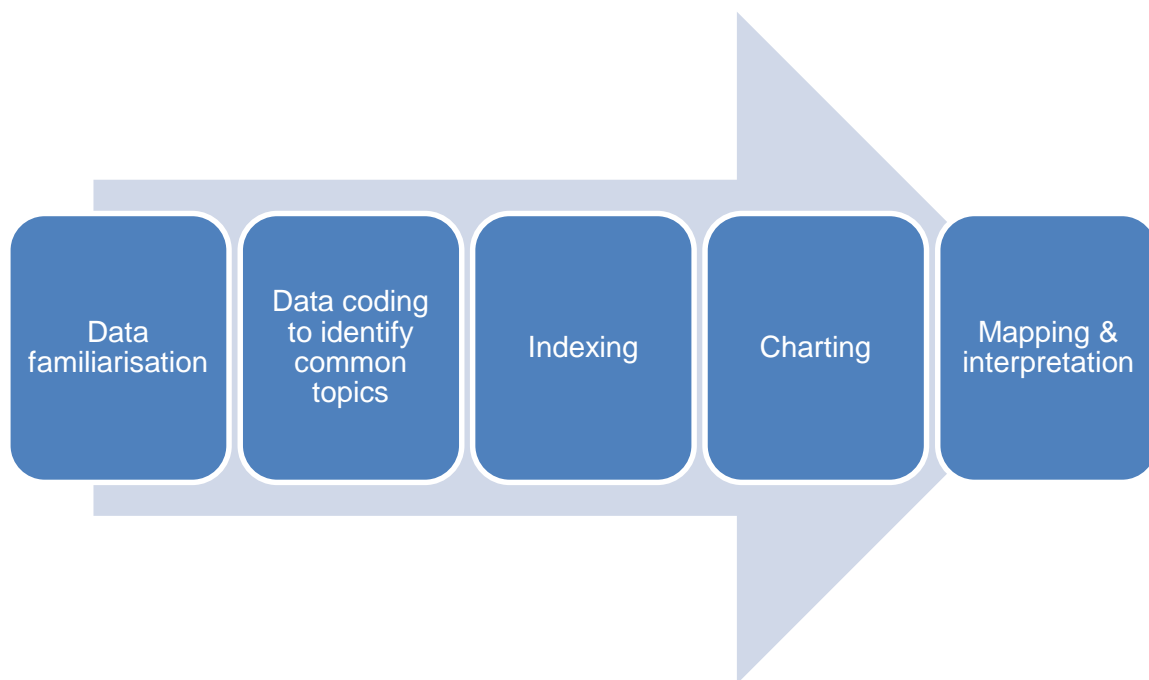 Data
familiarisation
Data coding
to identify
common
topics
Indexing
Charting
Mapping &
interpretation